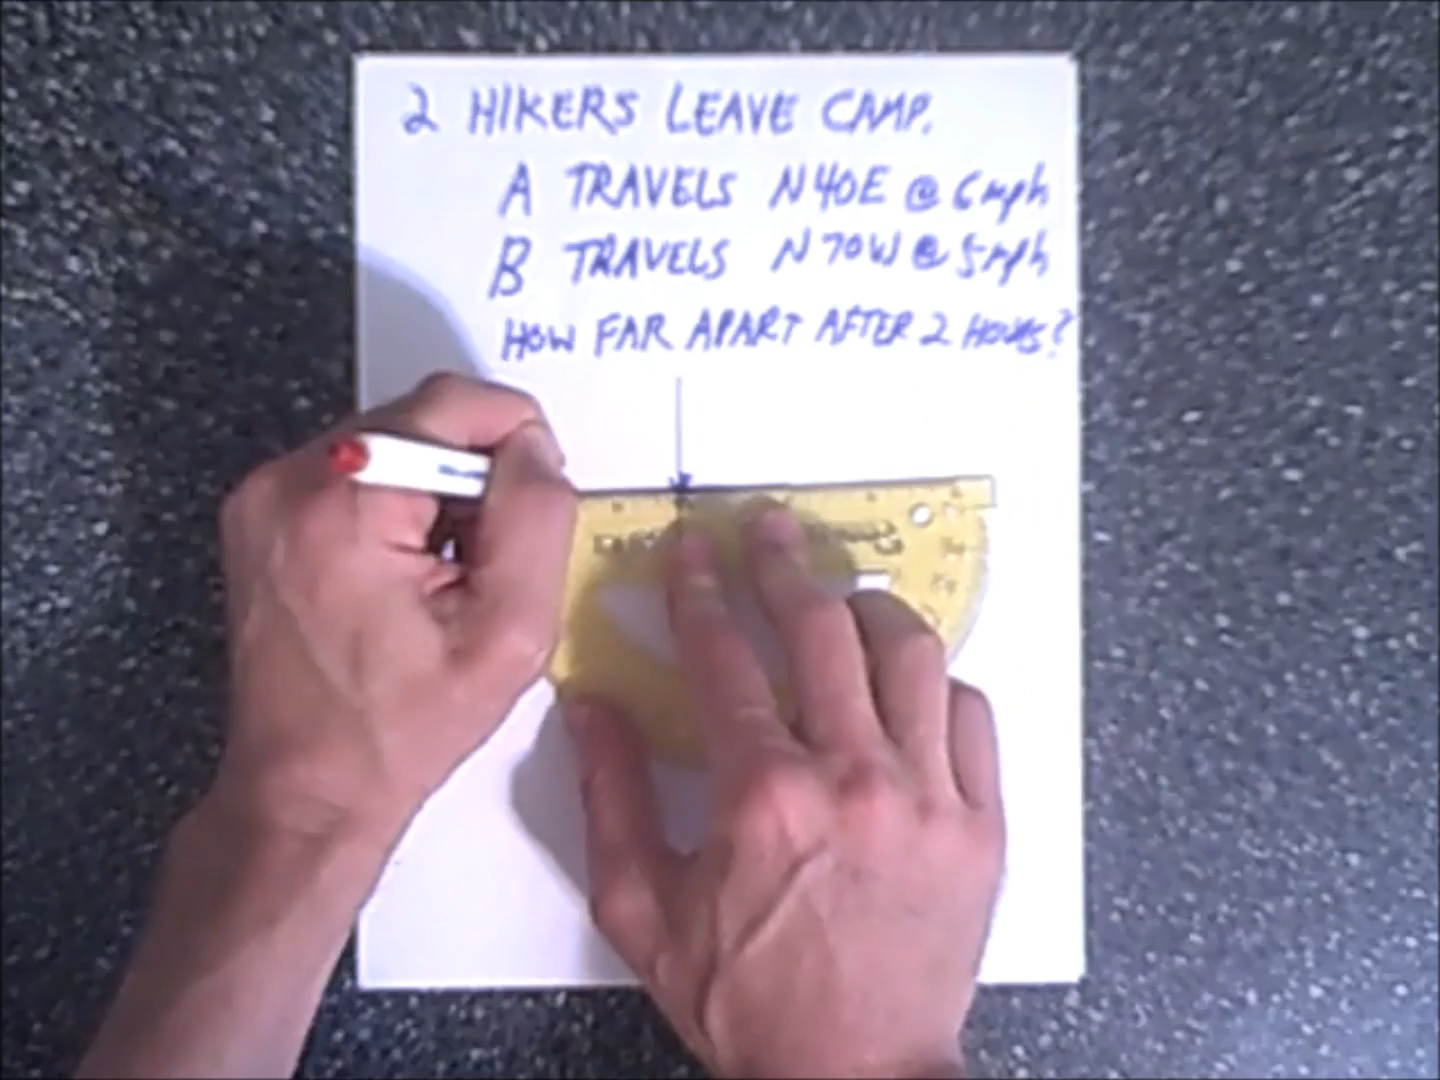 2 HIKERS LEAVE CAMP.
A TRAVELS N40E @ 6mph
B TRAVELS N70W @ 5mph
HOW FAR APART AFTER 2 HOURS?